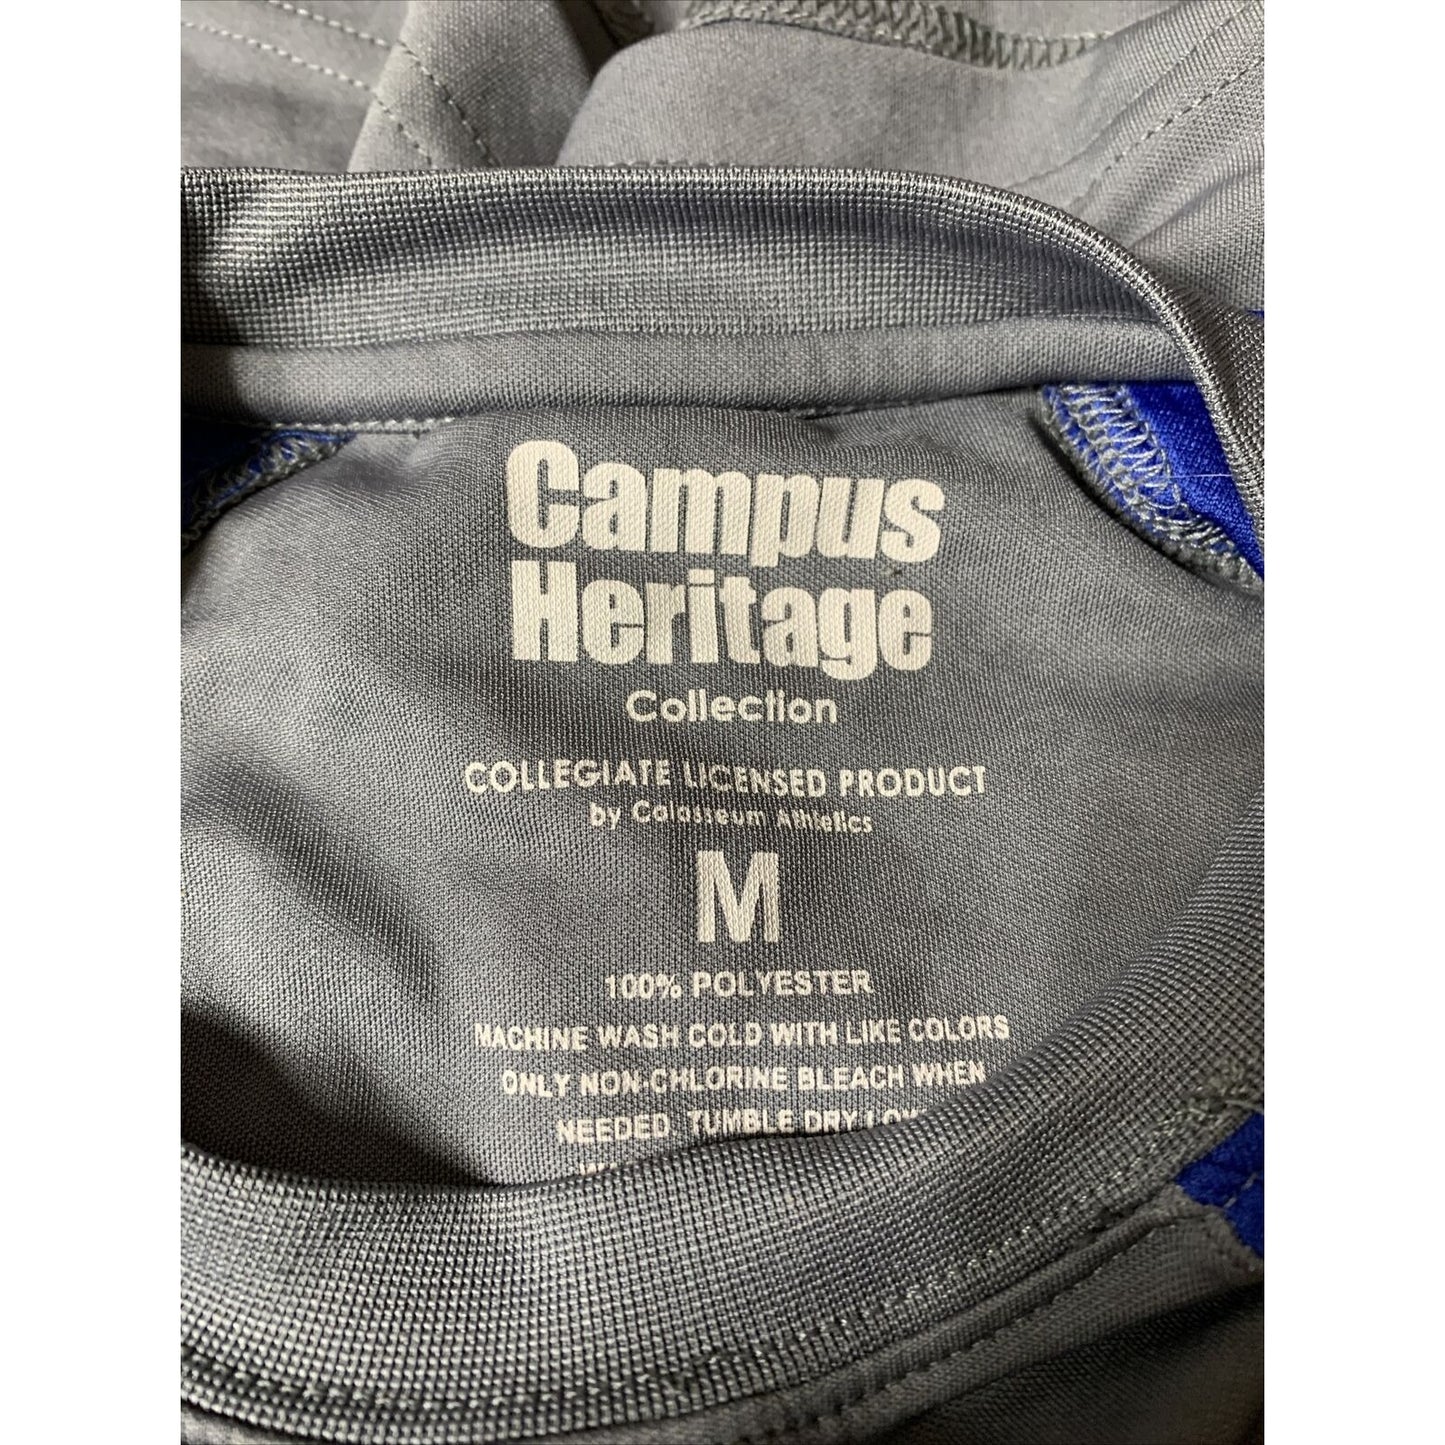 Campus
Heritage
Collection
COLLEGIATE LICENSED PRODUCT
by Colosseum Athletics
M
100% POLYESTER
MACHINE WASH COLD WITH LIKE COLORS
ONLY NON-CHLORINE BLEACH WHEN
NEEDED. TUMBLE DRY